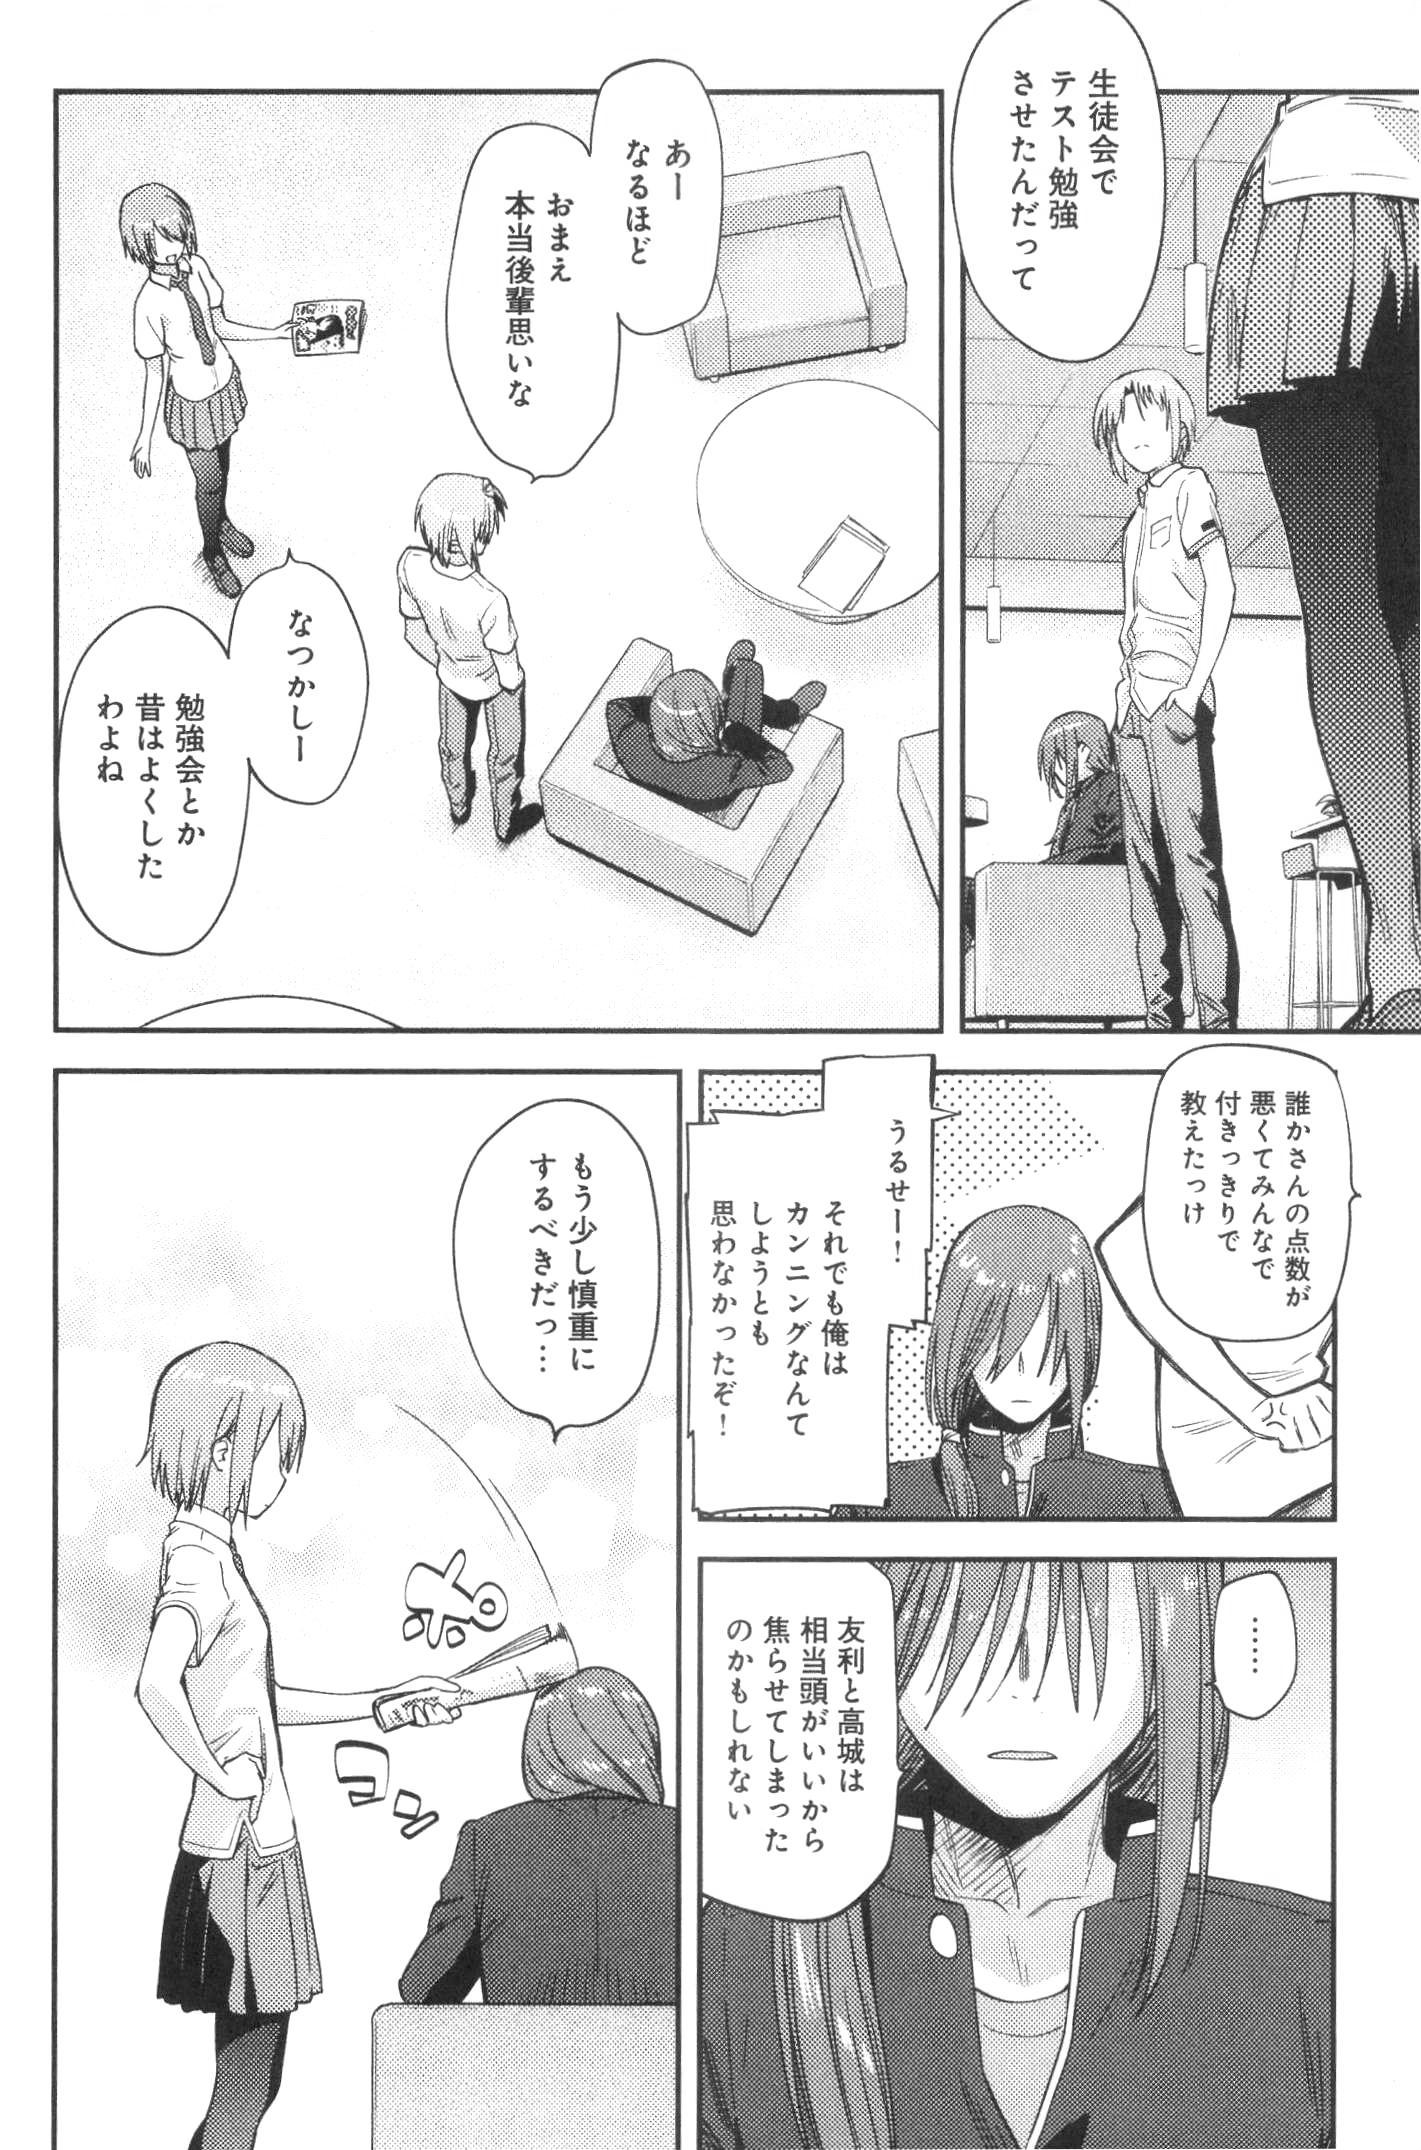 生徒会で
テスト勉強
させたんだって
あー
なるほど
おまえ
本当後輩思いな
なつかしー
勉強会とか
昔はよくした
わよね
誰かさんの点数が
悪くてみんなで
付きっきりで
教えたっけ
うるせー！
それでも俺は
カンニングなんて
しようとも
思わなかったぞ！
……
友利と高城は
相当頭がいいから
焦らせてしまった
のかもしれない
もう少し慎重に
するべきだっ…
ポ
コン